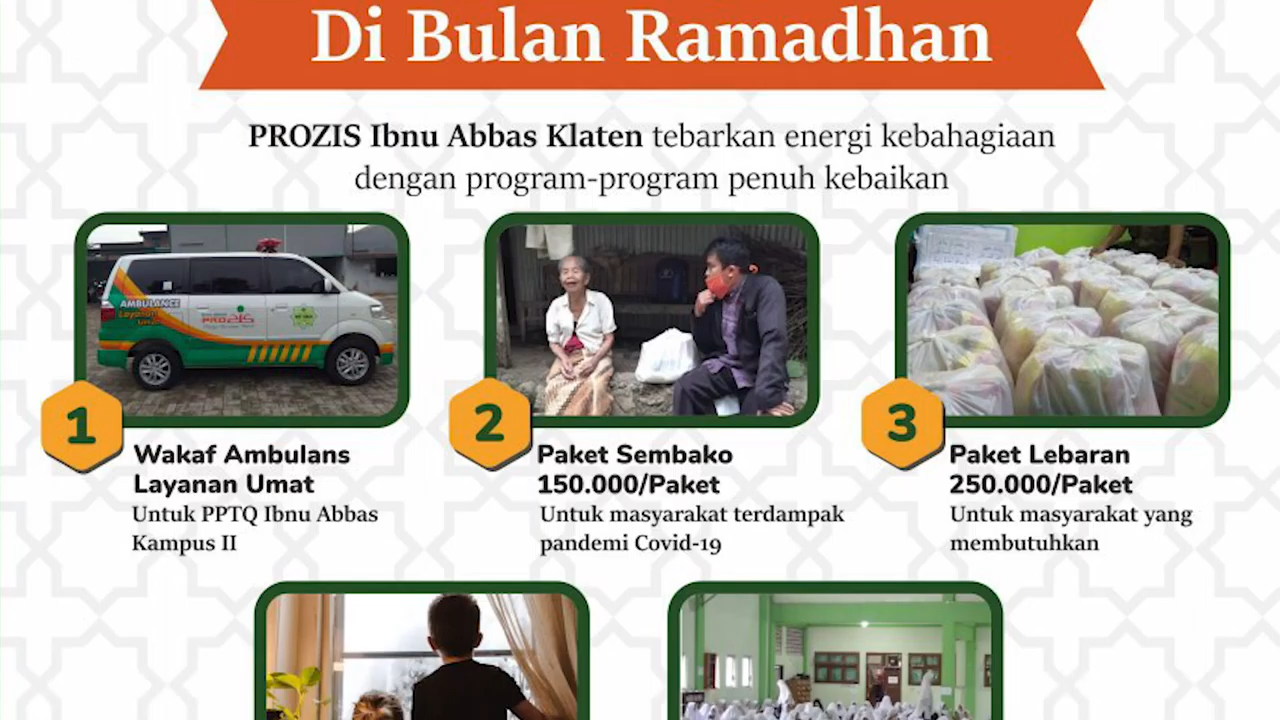 Di Bulan Ramadhan
PROZIS Ibnu Abbas Klaten tebarkan energi kebahagiaan
dengan program-program penuh kebaikan
AMBULANCE
Layanan
Umat
PROZIS
1
Wakaf Ambulans
Layanan Umat
Untuk PPTQ Ibnu Abbas
Kampus II
2
Paket Sembako
150.000/Paket
Untuk masyarakat terdampak
pandemi Covid-19
3
Paket Lebaran
250.000/Paket
Untuk masyarakat yang
membutuhkan